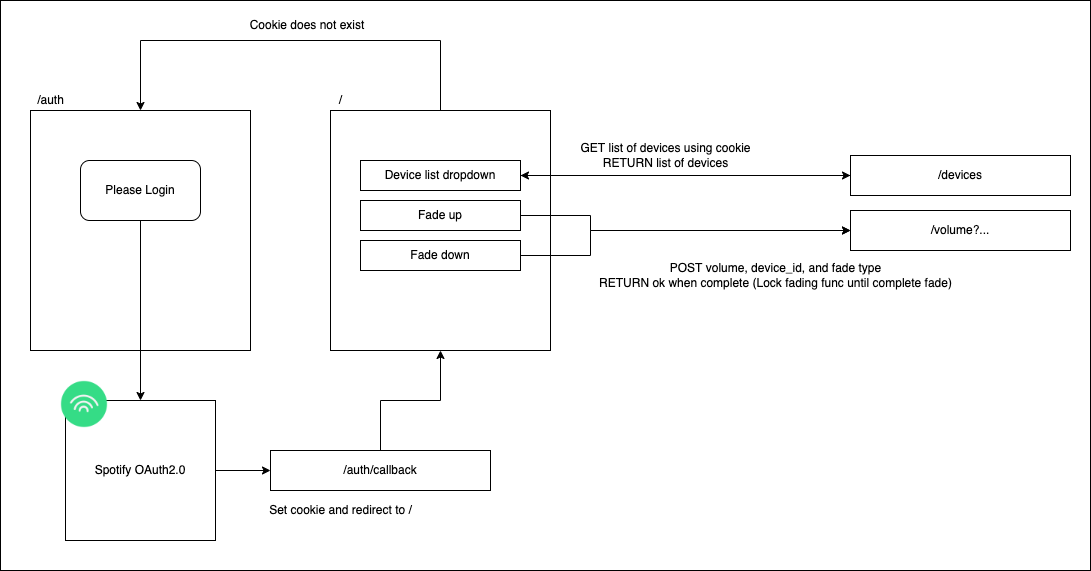 Cookie does not exist
/auth
/
Please Login
Device list dropdown
Fade up
Fade down
GET list of devices using cookie
RETURN list of devices
/devices
/volume?...
POST volume, device_id, and fade type
RETURN ok when complete (Lock fading func until complete fade)
Spotify OAuth2.0
/auth/callback
Set cookie and redirect to /